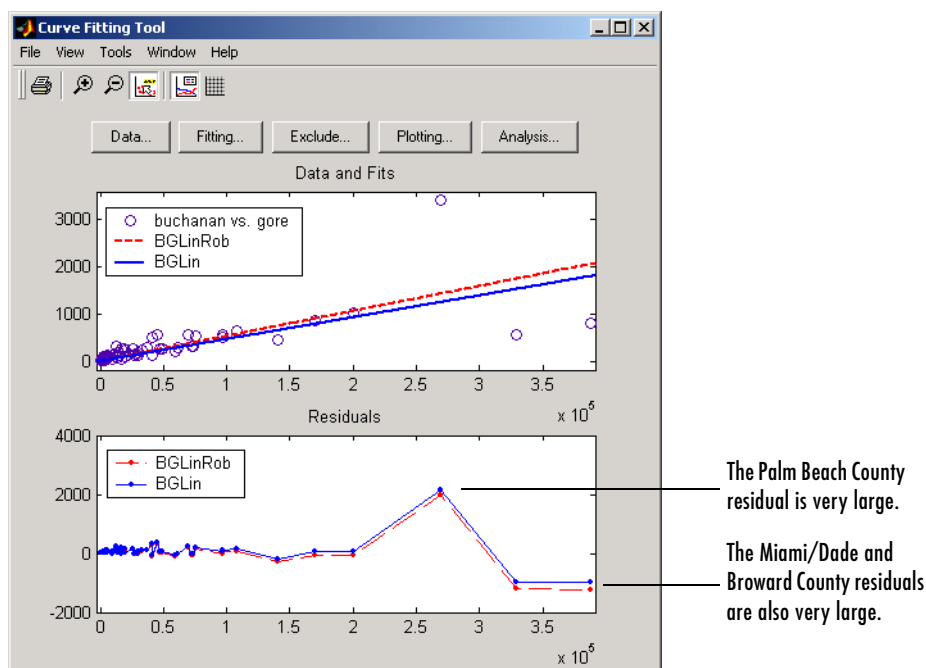 Curve Fitting Tool
File View Tools Window Help
Data... Fitting... Exclude... Plotting... Analysis...
Data and Fits
buchanan vs. gore
BGLinRob
BGLin
3000
2000
1000
0
0 0.5 1 1.5 2 2.5 3 3.5
x 10^5
Residuals
BGLinRob
BGLin
4000
2000
0
-2000
0 0.5 1 1.5 2 2.5 3 3.5
x 10^5
The Palm Beach County
residual is very large.
The Miami/Dade and
Broward County residuals
are also very large.